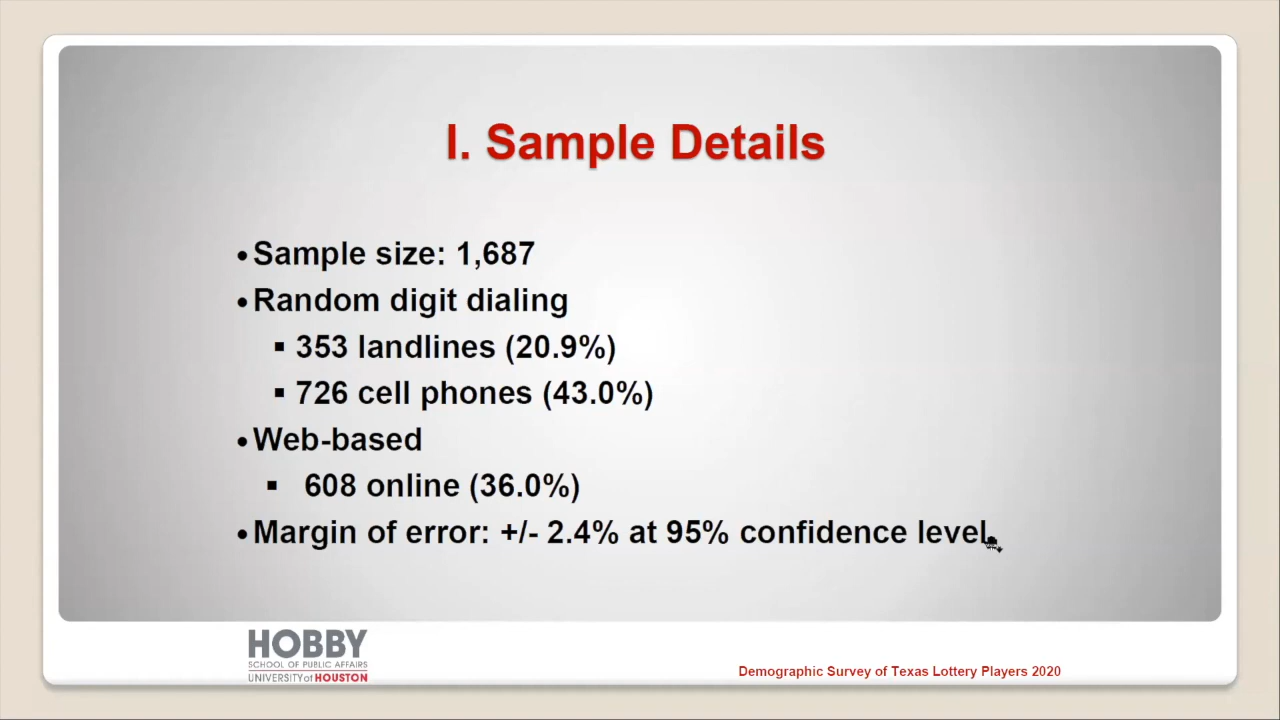 I. Sample Details
•Sample size: 1,687
•Random digit dialing
▪ 353 landlines (20.9%)
▪ 726 cell phones (43.0%)
•Web-based
▪ 608 online (36.0%)
•Margin of error: +/- 2.4% at 95% confidence level
HOBBY
SCHOOL OF PUBLIC AFFAIRS
UNIVERSITY of HOUSTON
Demographic Survey of Texas Lottery Players 2020